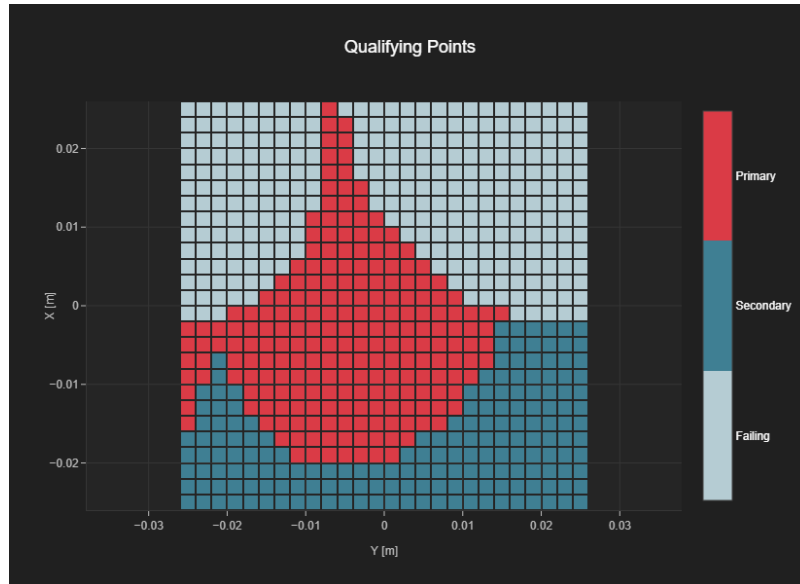 Qualifying Points
0.02
0.01
0
−0.01
−0.02
X [m]
−0.03
−0.02
−0.01
0
0.01
0.02
0.03
Y [m]
Primary
Secondary
Failing